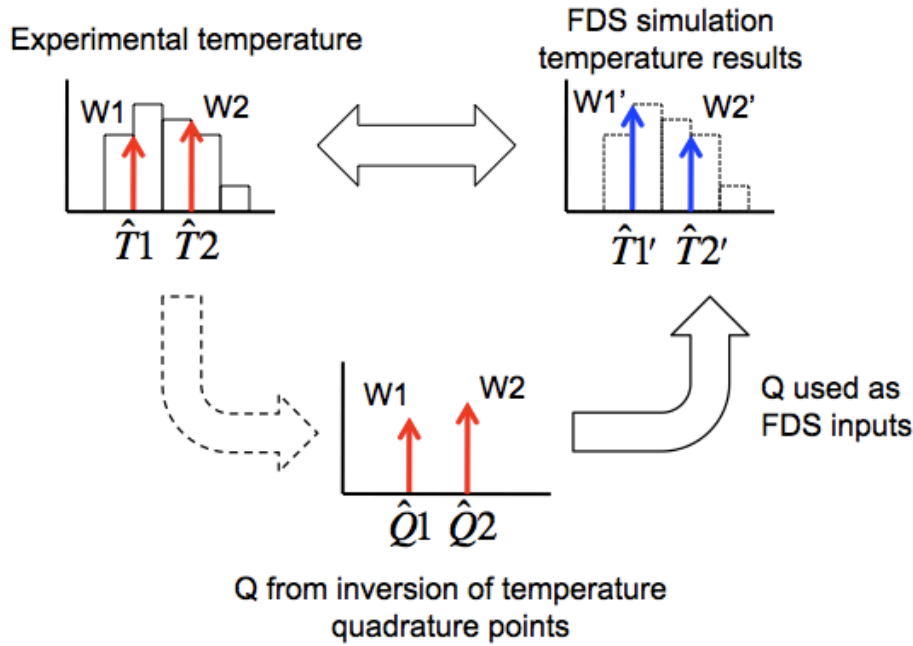 Experimental temperature
FDS simulation
temperature results
W1
W2
W1’
W2’
T̂1
T̂2
T̂1′
T̂2′
W1
W2
Q used as
FDS inputs
Q̂1
Q̂2
Q from inversion of temperature
quadrature points